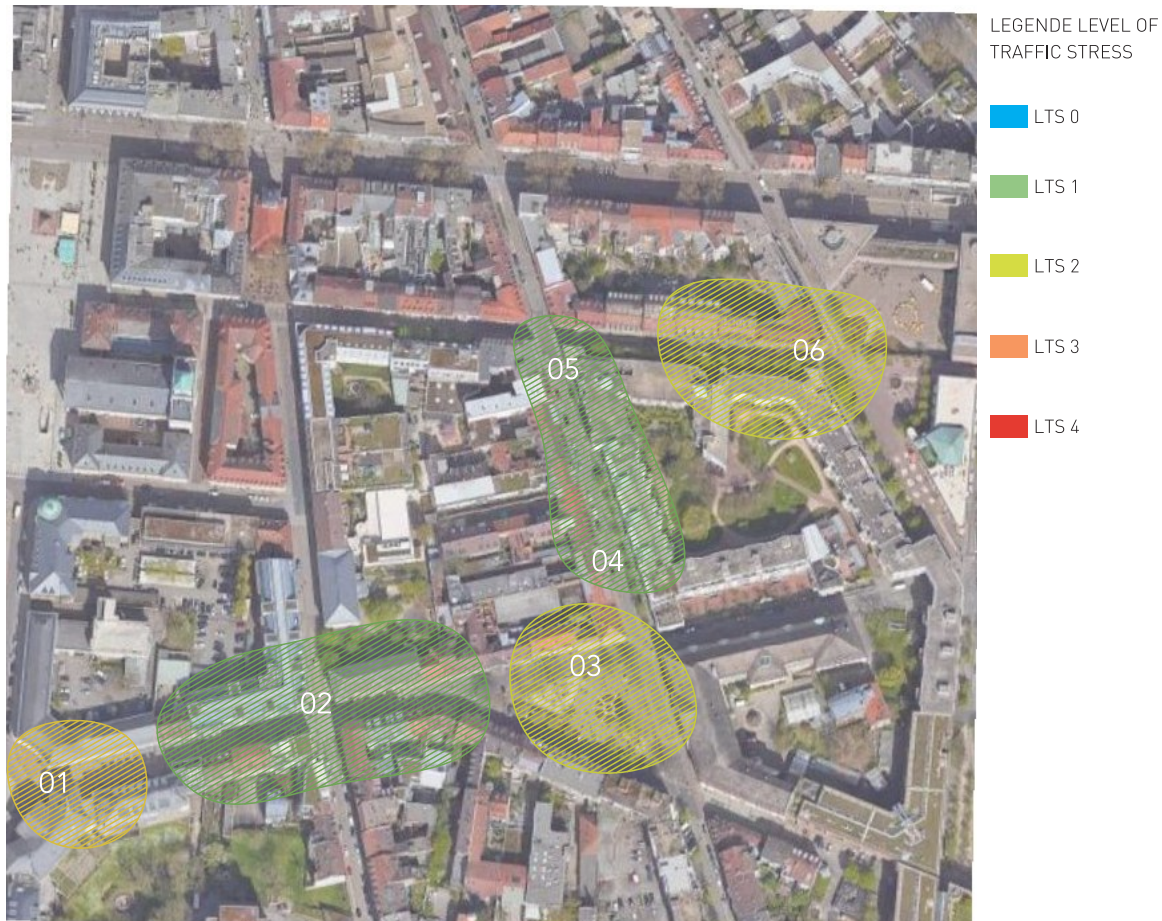 LEGENDE LEVEL OF
TRAFFIC STRESS
LTS 0
LTS 1
LTS 2
LTS 3
LTS 4
06
05
04
03
02
01